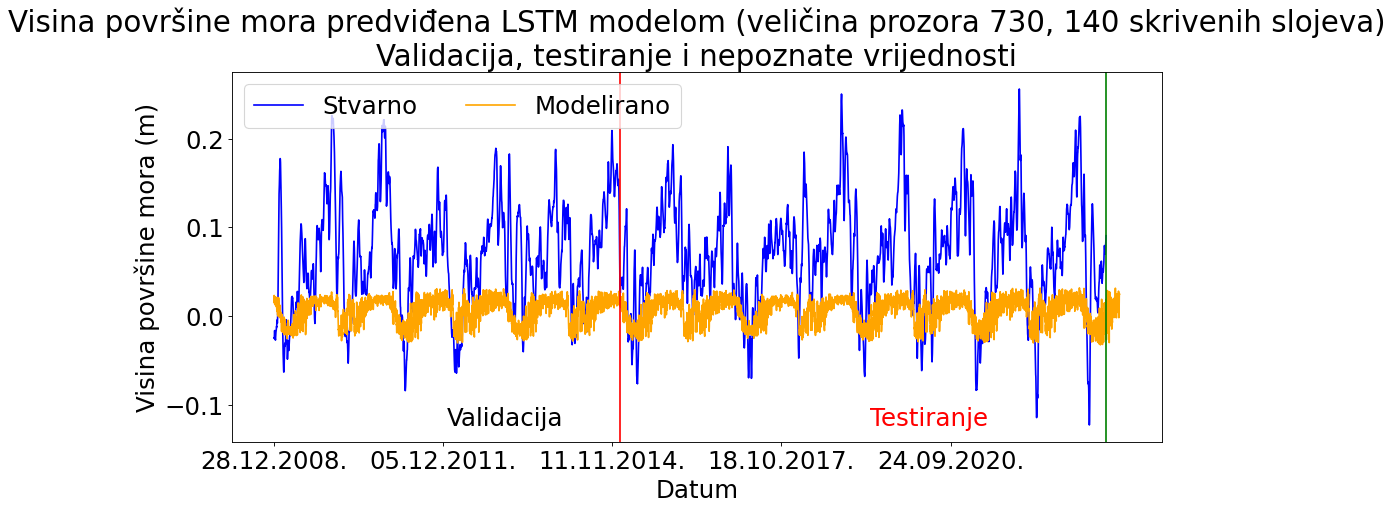 Visina površine mora predviđena LSTM modelom (veličina prozora 730, 140 skrivenih slojeva)
Validacija, testiranje i nepoznate vrijednosti
Stvarno Modelirano
Visina površine mora (m)
0.2
0.1
0.0
−0.1
Validacija Testiranje
28.12.2008. 05.12.2011. 11.11.2014. 18.10.2017. 24.09.2020.
Datum